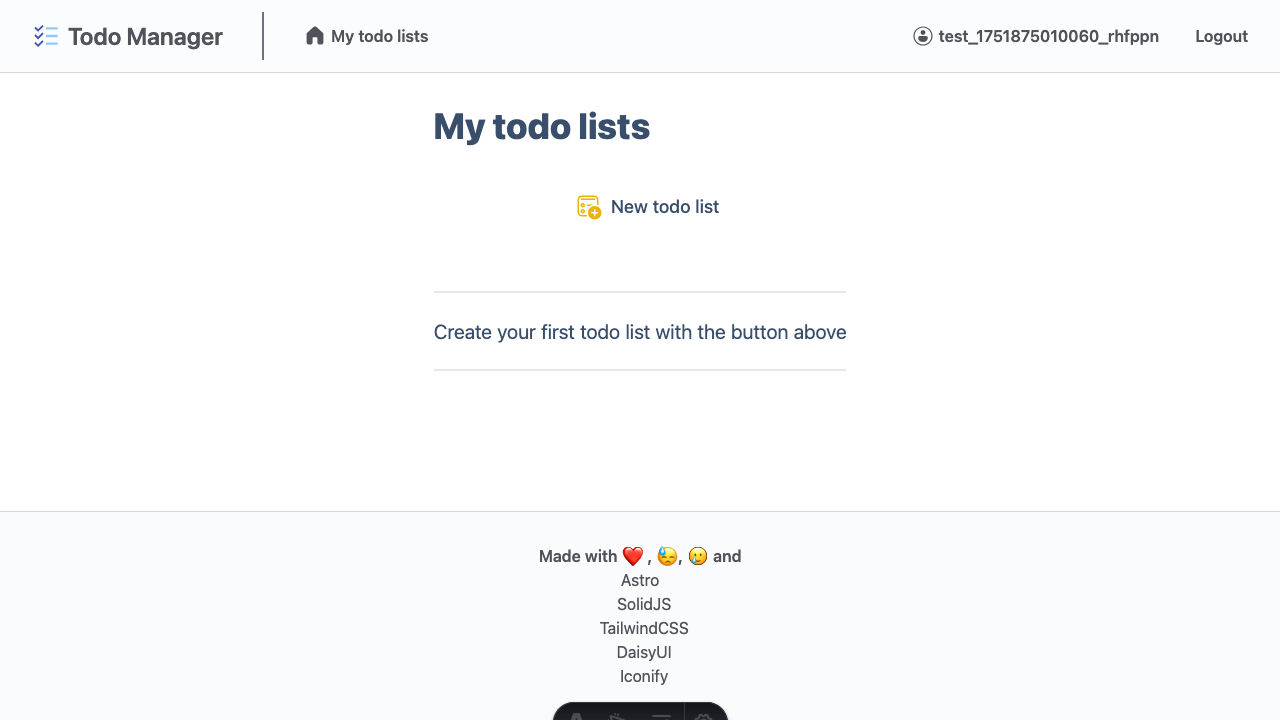 Todo Manager
My todo lists
test_1751875010060_rhfppn
Logout
My todo lists
New todo list
Create your first todo list with the button above
Made with ❤️ , 😓, 🥲 and
Astro
SolidJS
TailwindCSS
DaisyUI
Iconify